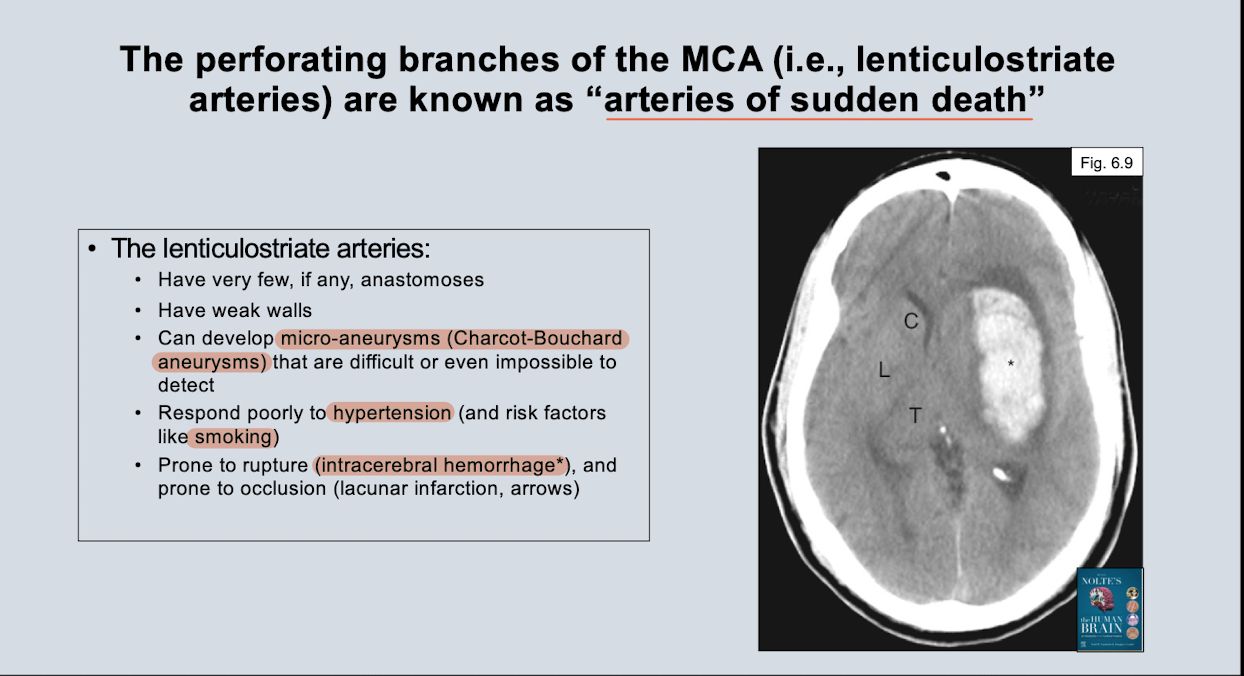 The perforating branches of the MCA (i.e., lenticulostriate
arteries) are known as “arteries of sudden death”
• The lenticulostriate arteries:
• Have very few, if any, anastomoses
• Have weak walls
• Can develop micro-aneurysms (Charcot-Bouchard
aneurysms) that are difficult or even impossible to
detect
• Respond poorly to hypertension (and risk factors
like smoking)
• Prone to rupture (intracerebral hemorrhage*), and
prone to occlusion (lacunar infarction, arrows)
Fig. 6.9
C
L
*
T
NOLTE'S
the HUMAN
BRAIN